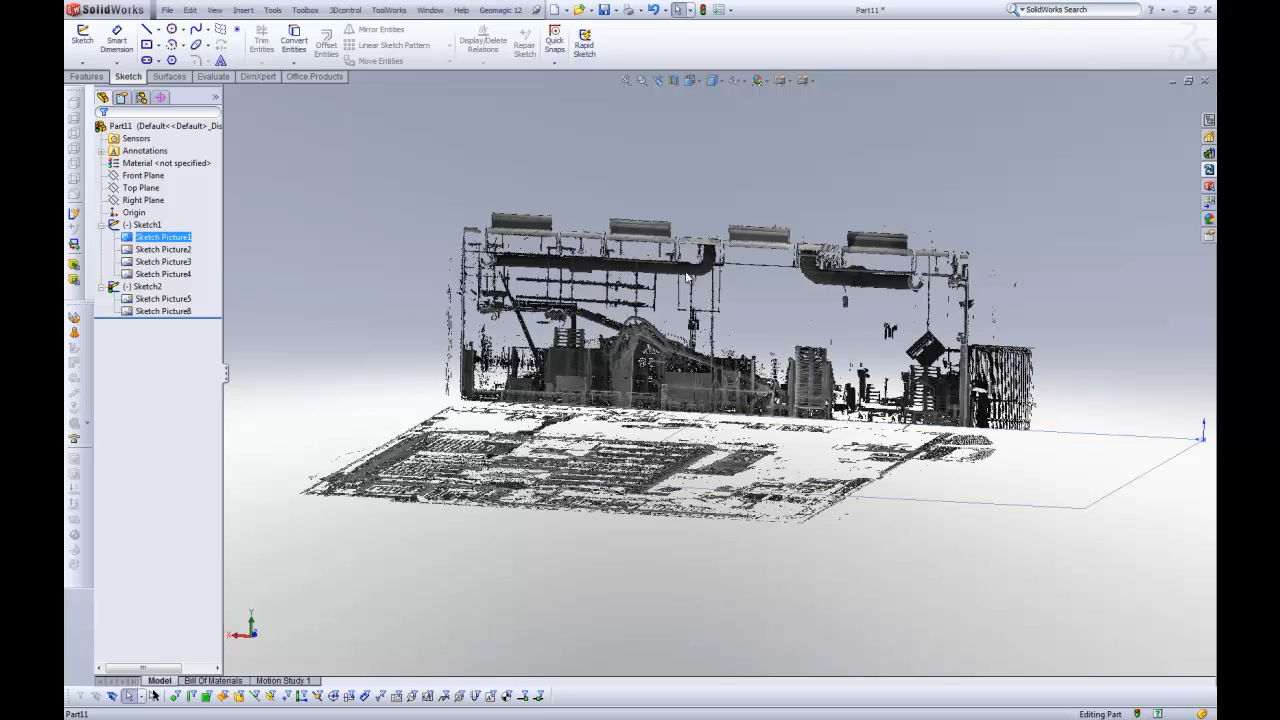 SolidWorks File Edit View Insert Tools Toolbox 3Dcontrol ToolWorks Window Help Geomagic 12 Part11 * SolidWorks Search
Sketch Smart Dimension Trim Entities Convert Entities Offset Entities Mirror Entities Linear Sketch Pattern Move Entities Display/Delete Relations Repair Sketch Quick Snaps Rapid Sketch
Features Sketch Surfaces Evaluate DimXpert Office Products
Part11 (Default<<Default>_Dis
Sensors
Annotations
Material <not specified>
Front Plane
Top Plane
Right Plane
Origin
(-) Sketch1
Sketch Picture1
Sketch Picture2
Sketch Picture3
Sketch Picture4
(-) Sketch2
Sketch Picture5
Sketch Picture8
Y
X
Model Bill Of Materials Motion Study 1
Part11 Editing Part